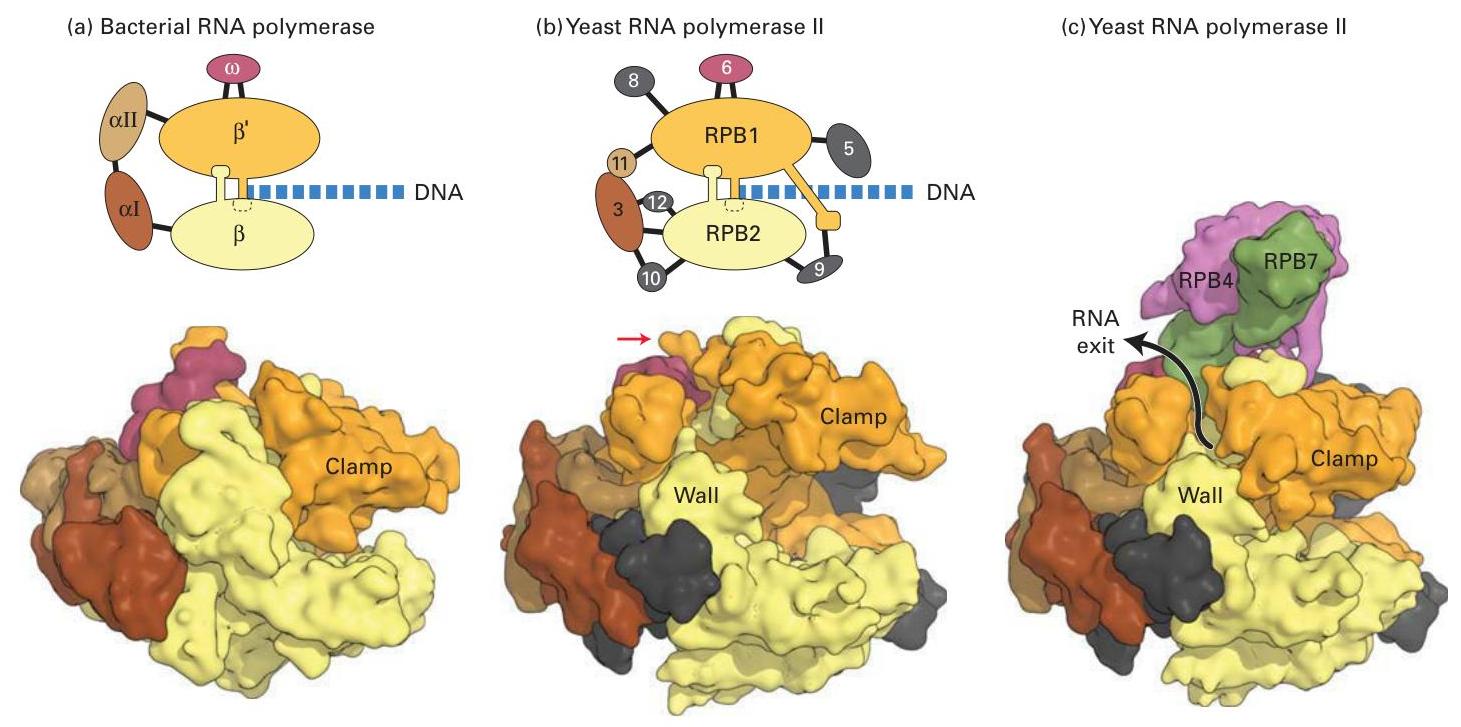 (a) Bacterial RNA polymerase
ω
αII
β'
αI
β
DNA
Clamp
(b) Yeast RNA polymerase II
8
6
RPB1
5
11
3
12
RPB2
10
9
DNA
Clamp
Wall
(c) Yeast RNA polymerase II
RPB4
RPB7
RNA
exit
Clamp
Wall